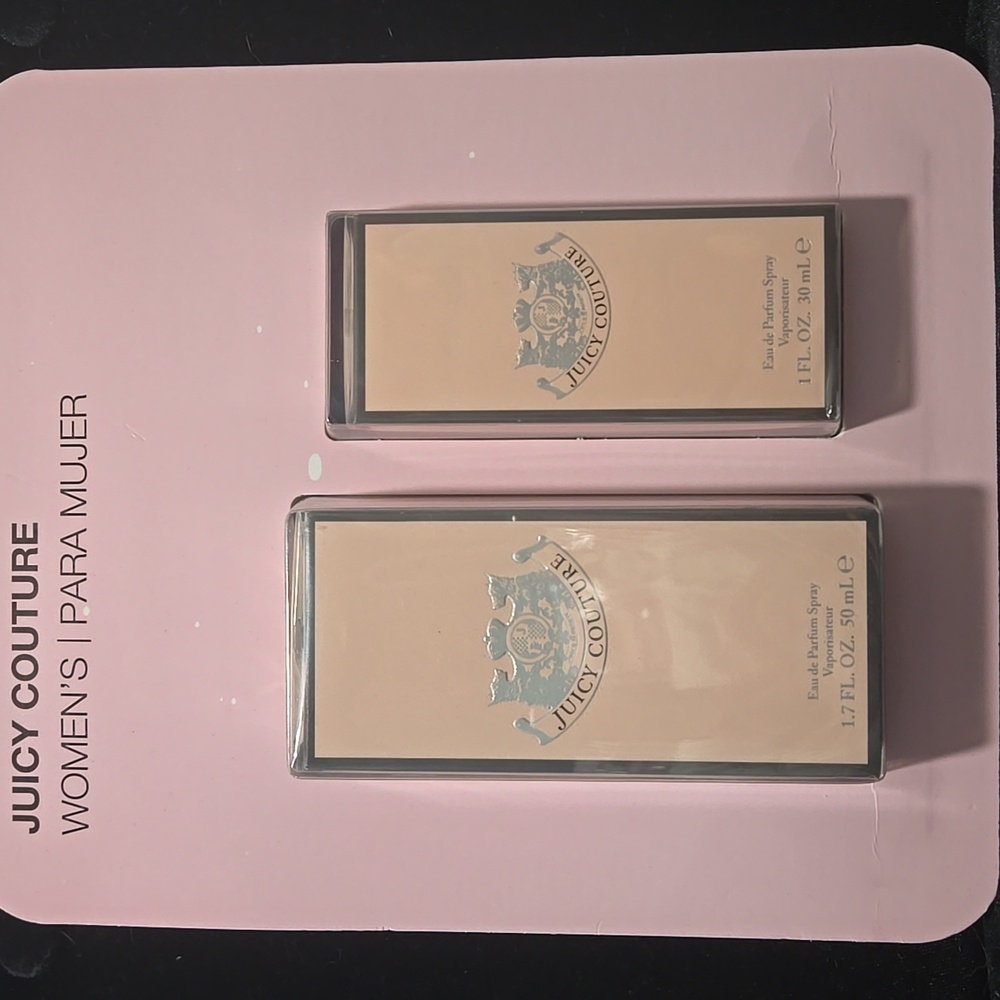 JUICY COUTURE
WOMEN'S | PARA MUJER
JUICY COUTURE
Eau de Parfum Spray
Vaporisateur
1.7 FL. OZ. 50 mL ℮
JUICY COUTURE
Eau de Parfum Spray
Vaporisateur
1 FL. OZ. 30 mL ℮